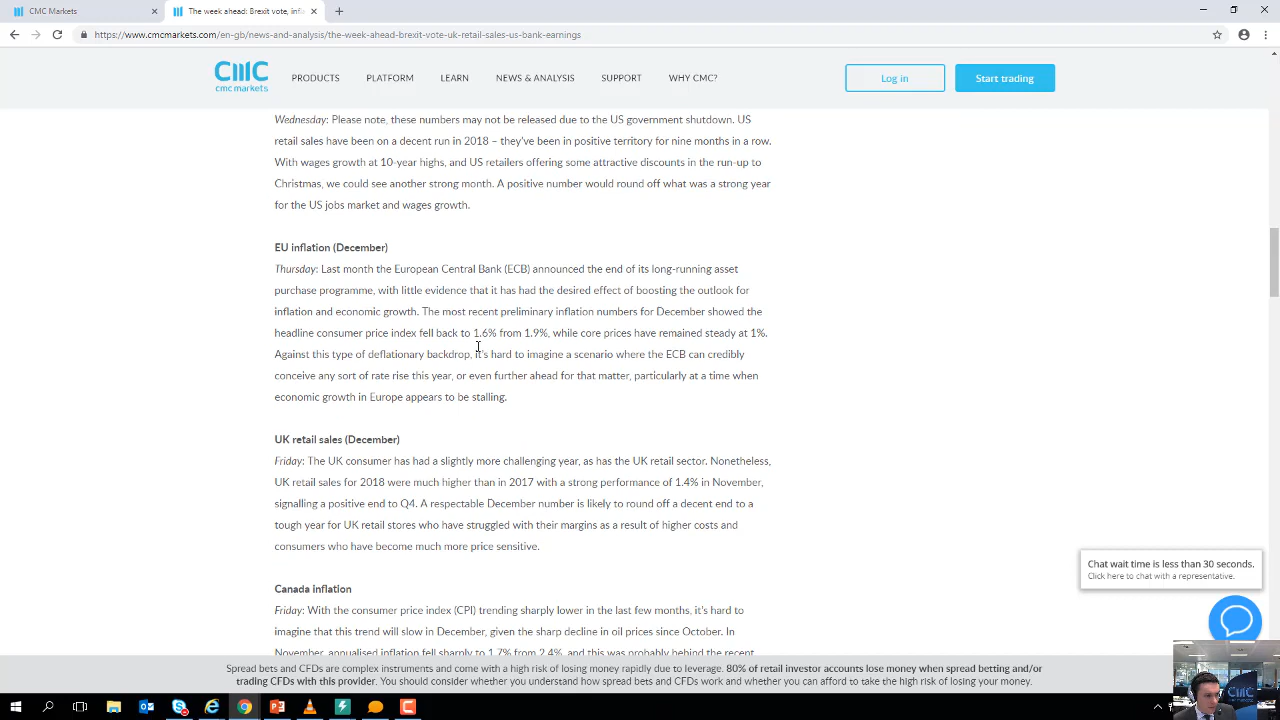 CMC Markets
The week ahead: Brexit vote, inf
https://www.cmcmarkets.com/en-gb/news-and-analysis/the-week-ahead-brexit-vote-uk-retail-sales-us-bank-earnings
cmc markets
PRODUCTS
PLATFORM
LEARN
NEWS & ANALYSIS
SUPPORT
WHY CMC?
Log in
Start trading
Wednesday: Please note, these numbers may not be released due to the US government shutdown. US
retail sales have been on a decent run in 2018 – they've been in positive territory for nine months in a row.
With wages growth at 10-year highs, and US retailers offering some attractive discounts in the run-up to
Christmas, we could see another strong month. A positive number would round off what was a strong year
for the US jobs market and wages growth.
EU inflation (December)
Thursday: Last month the European Central Bank (ECB) announced the end of its long-running asset
purchase programme, with little evidence that it has had the desired effect of boosting the outlook for
inflation and economic growth. The most recent preliminary inflation numbers for December showed the
headline consumer price index fell back to 1.6% from 1.9%, while core prices have remained steady at 1%.
Against this type of deflationary backdrop, it's hard to imagine a scenario where the ECB can credibly
conceive any sort of rate rise this year, or even further ahead for that matter, particularly at a time when
economic growth in Europe appears to be stalling.
UK retail sales (December)
Friday: The UK consumer has had a slightly more challenging year, as has the UK retail sector. Nonetheless,
UK retail sales for 2018 were much higher than in 2017 with a strong performance of 1.4% in November,
signalling a positive end to Q4. A respectable December number is likely to round off a decent end to a
tough year for UK retail stores who have struggled with their margins as a result of higher costs and
consumers who have become much more price sensitive.
Canada inflation
Friday: With the consumer price index (CPI) trending sharply lower in the last few months, it's hard to
imagine that this trend will slow in December, given the sharp decline in oil prices since October. In
November, annualised inflation fell sharply to 1.7% from 2.4%, and this was probably behind the recent
Chat wait time is less than 30 seconds.
Click here to chat with a representative.
Spread bets and CFDs are complex instruments and come with a high risk of losing money rapidly due to leverage. 80% of retail investor accounts lose money when spread betting and/or
trading CFDs with this provider. You should consider whether you understand how spread bets and CFDs work and whether you can afford to take the high risk of losing your money.